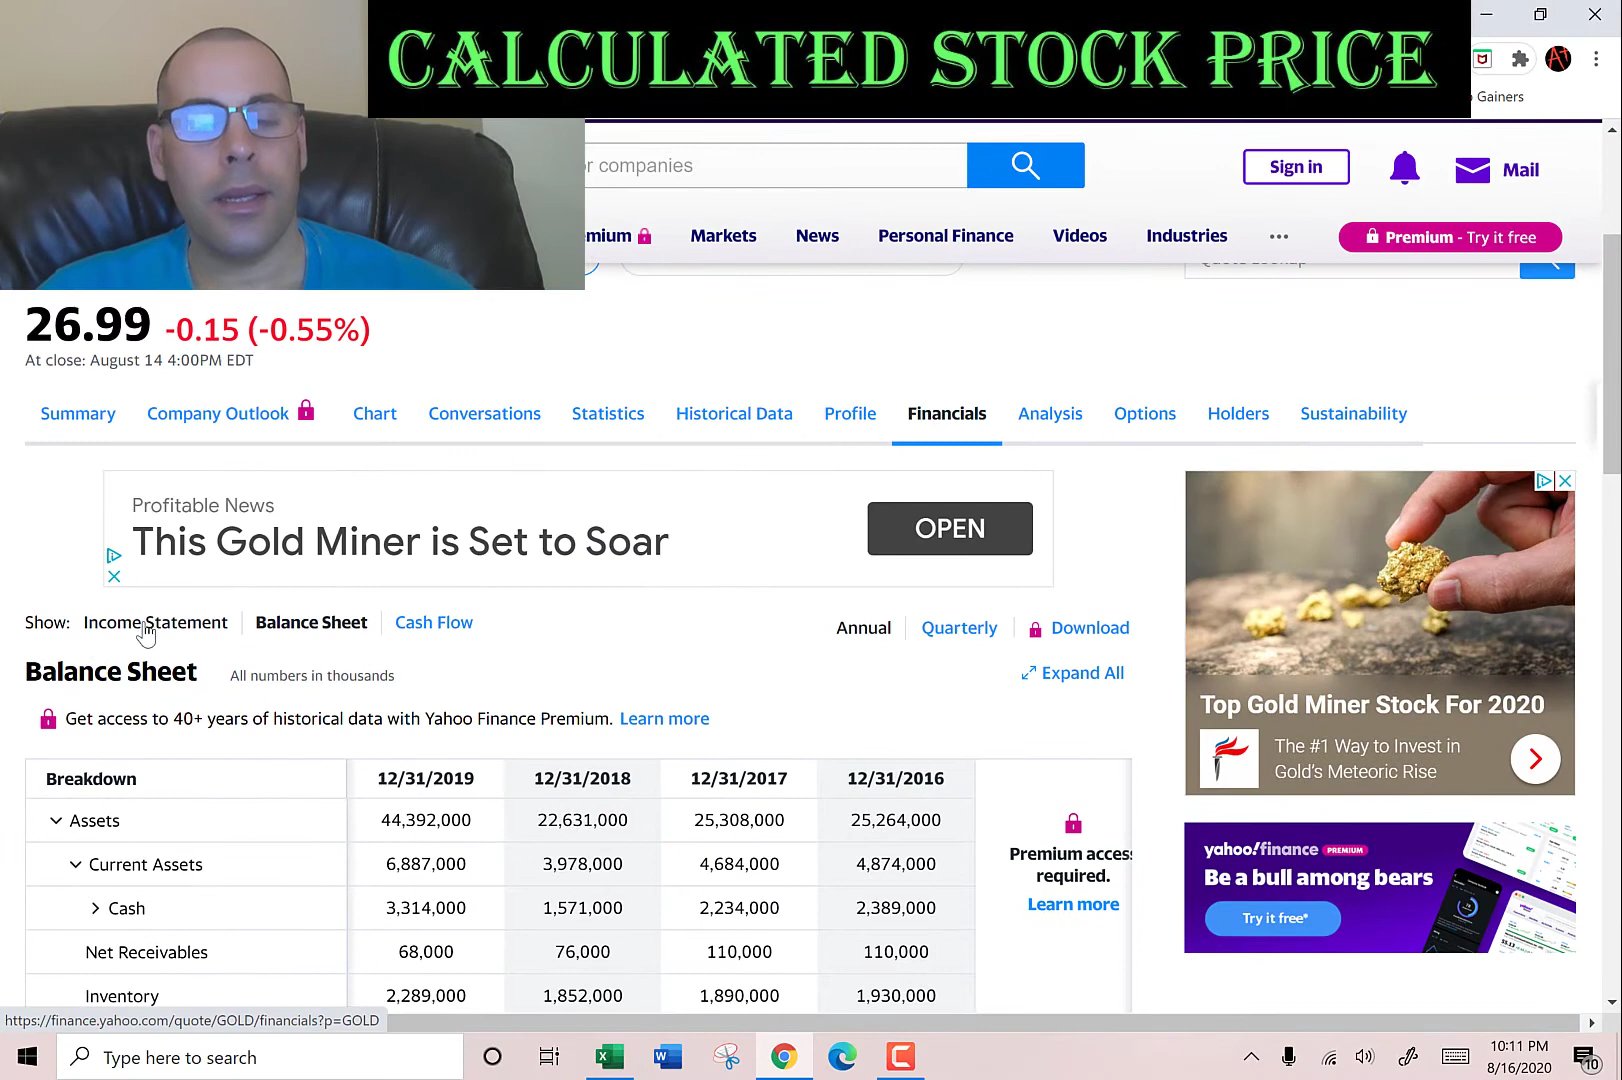 CALCULATED STOCK PRICE
Gainers
r companies
Sign in
Mail
mium
Markets
News
Personal Finance
Videos
Industries
Premium - Try it free
26.99 -0.15 (-0.55%)
At close: August 14 4:00PM EDT
Summary
Company Outlook
Chart
Conversations
Statistics
Historical Data
Profile
Financials
Analysis
Options
Holders
Sustainability
Profitable News
This Gold Miner is Set to Soar
OPEN
Show: Income Statement Balance Sheet Cash Flow
Annual Quarterly Download
Balance Sheet All numbers in thousands
Expand All
Get access to 40+ years of historical data with Yahoo Finance Premium. Learn more
Breakdown 12/31/2019 12/31/2018 12/31/2017 12/31/2016
Assets 44,392,000 22,631,000 25,308,000 25,264,000
Current Assets 6,887,000 3,978,000 4,684,000 4,874,000
Cash 3,314,000 1,571,000 2,234,000 2,389,000
Net Receivables 68,000 76,000 110,000 110,000
Inventory 2,289,000 1,852,000 1,890,000 1,930,000
Premium access
required.
Learn more
Top Gold Miner Stock For 2020
The #1 Way to Invest in
Gold's Meteoric Rise
yahoo!finance PREMIUM
Be a bull among bears
Try it free*
https://finance.yahoo.com/quote/GOLD/financials?p=GOLD
Type here to search
10:11 PM
8/16/2020
10